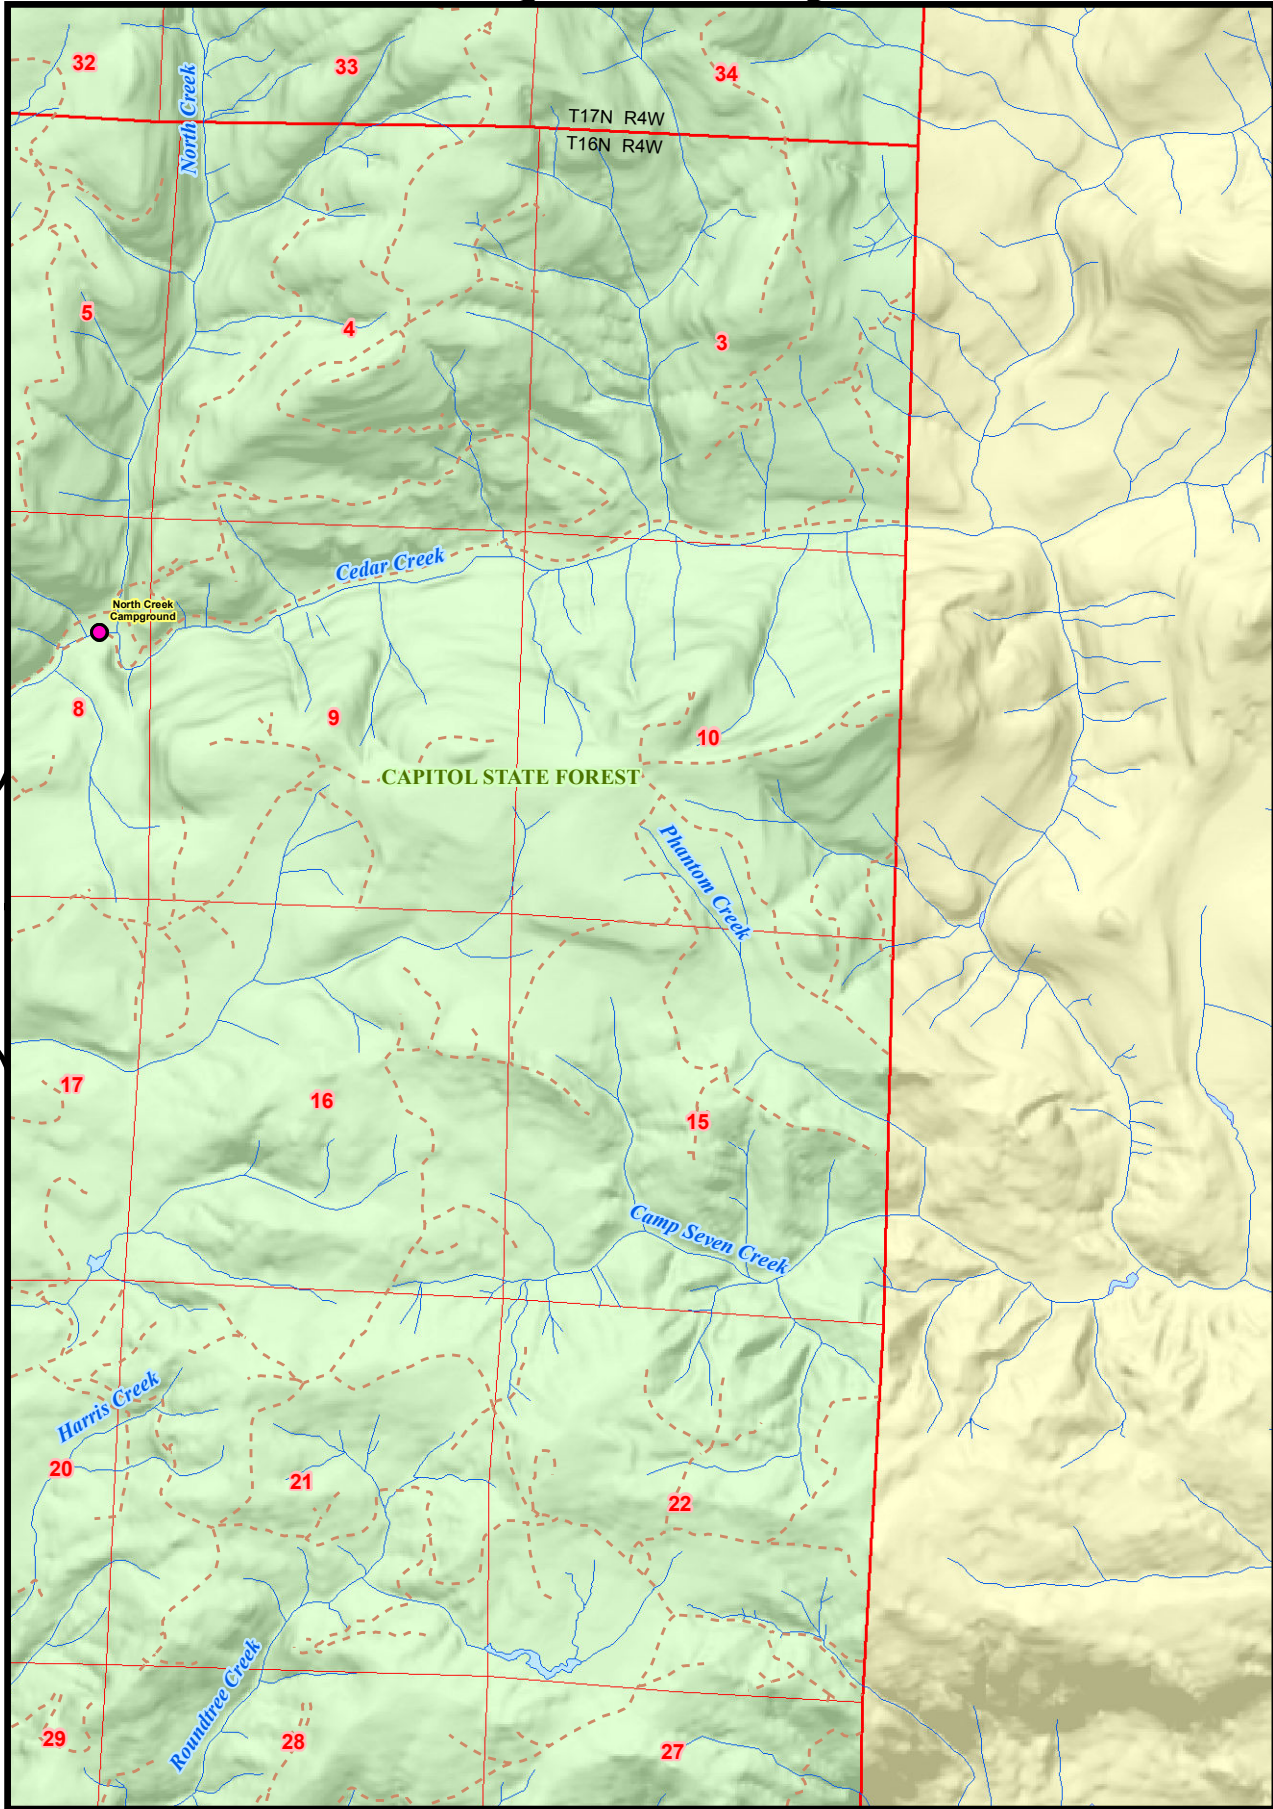 32
33
34
North Creek
T17N R4W
T16N R4W
5
4
3
Cedar Creek
North Creek
Campground
8
9
10
CAPITOL STATE FOREST
Phantom Creek
17
16
15
Camp Seven Creek
Harris Creek
20
21
22
Roundtree Creek
29
28
27